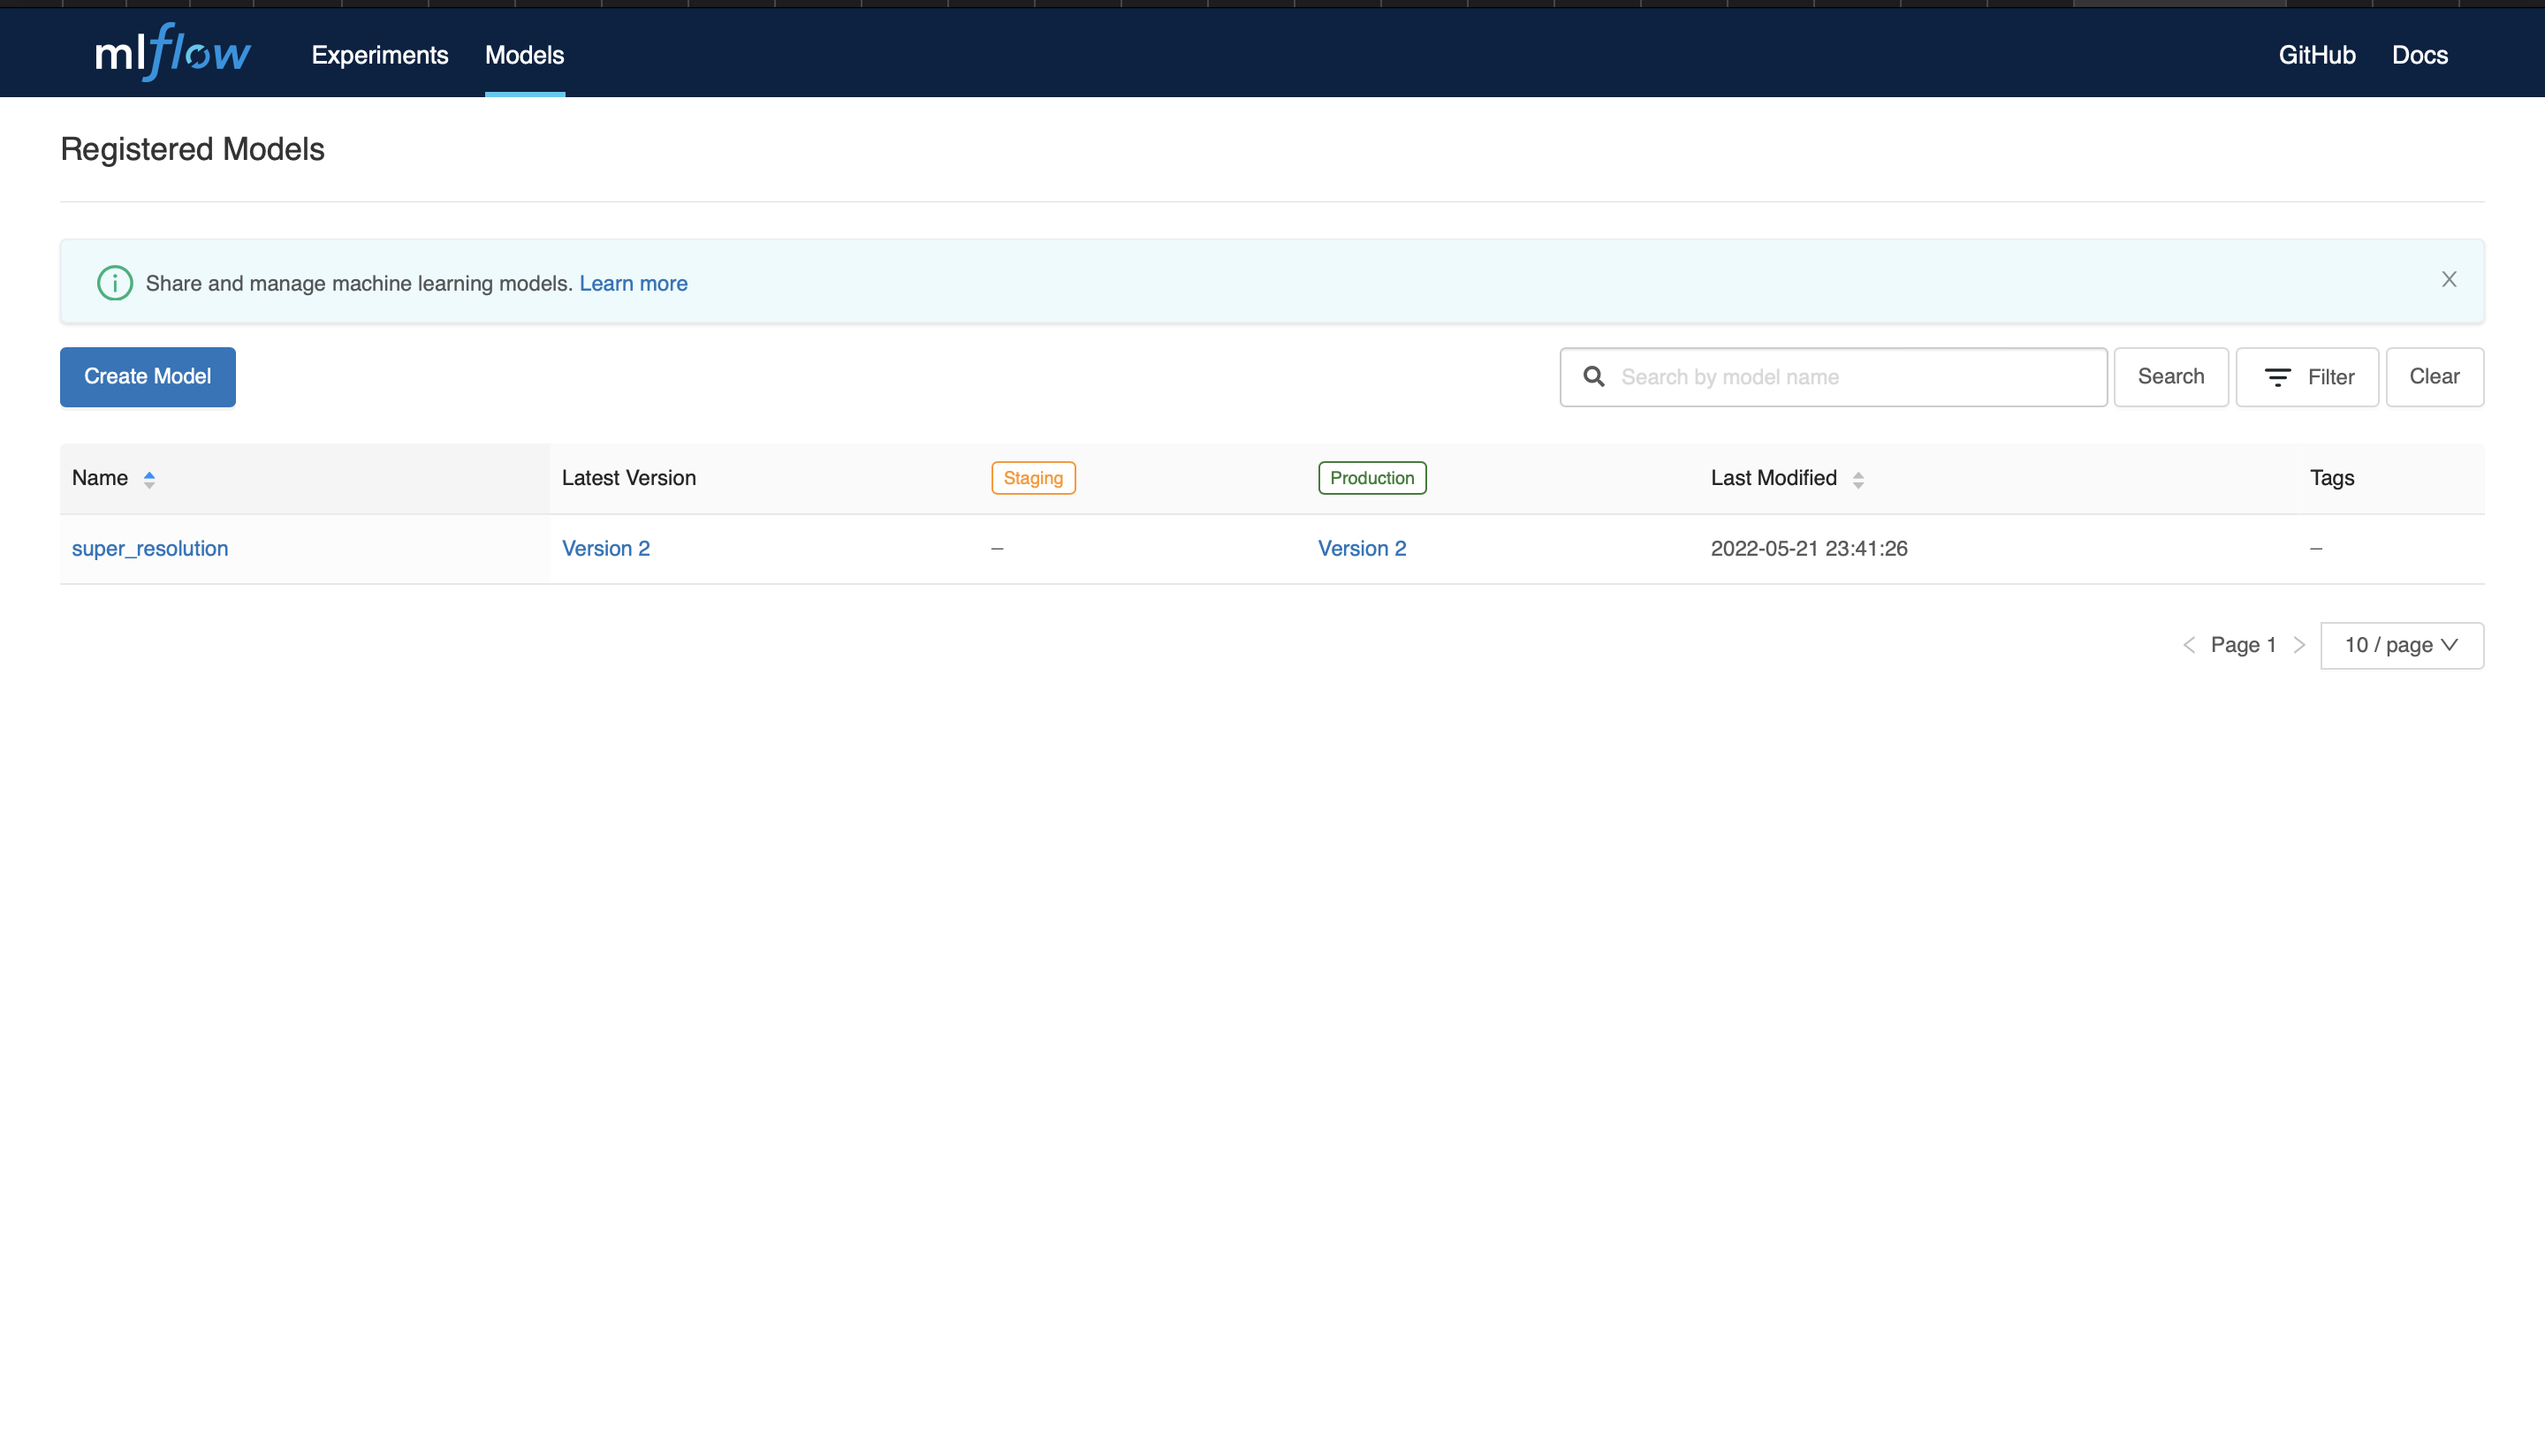 mlflow Experiments Models GitHub Docs
Registered Models
Share and manage machine learning models. Learn more
Create Model Search by model name Search Filter Clear
Name Latest Version Staging Production Last Modified Tags
super_resolution Version 2 – Version 2 2022-05-21 23:41:26 –
Page 1 10 / page